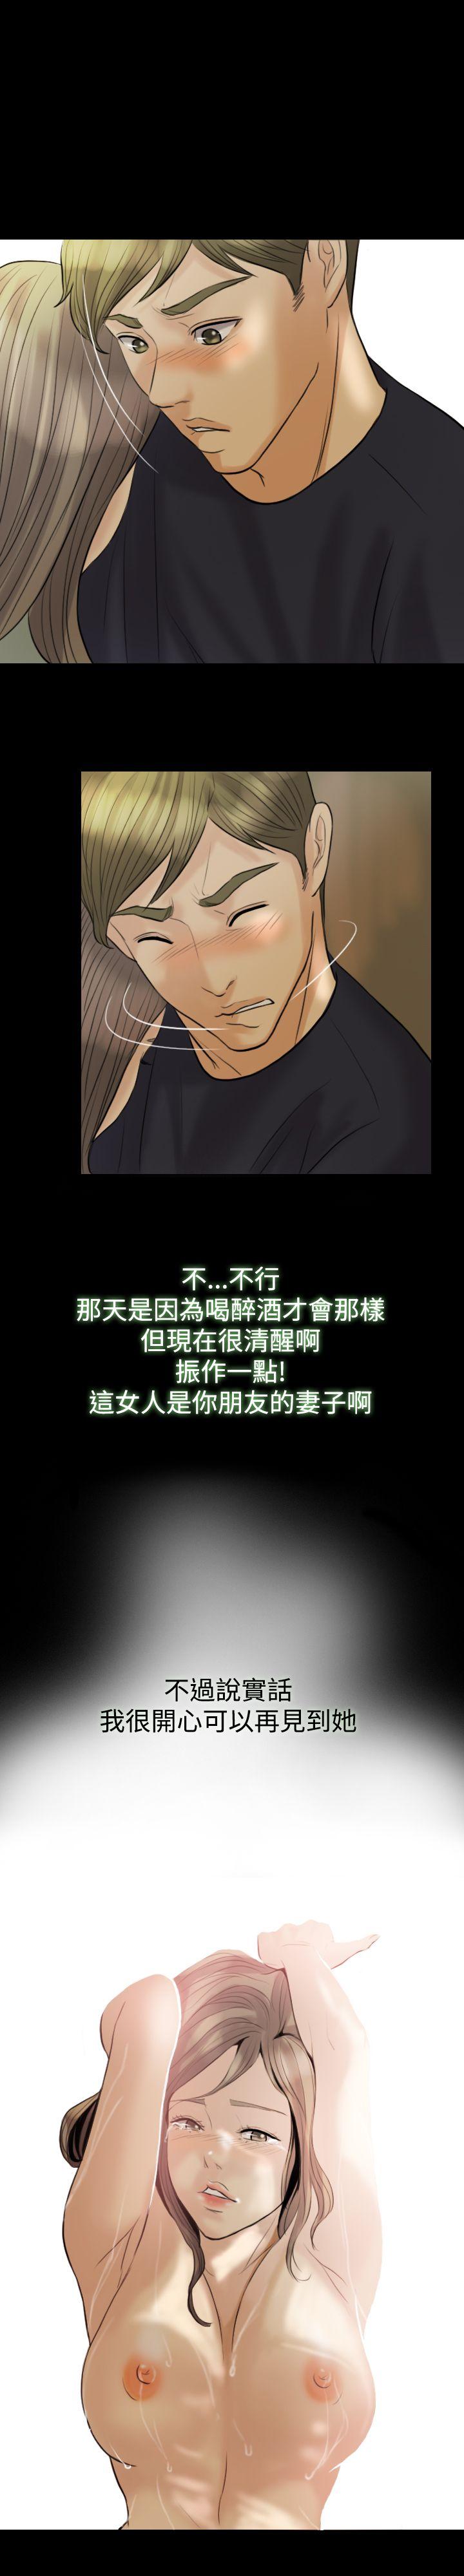 不...不行
那天是因為喝醉酒才會那樣
但現在很清醒啊
振作一點!
這女人是你朋友的妻子啊
不過說實話
我很開心可以再見到她